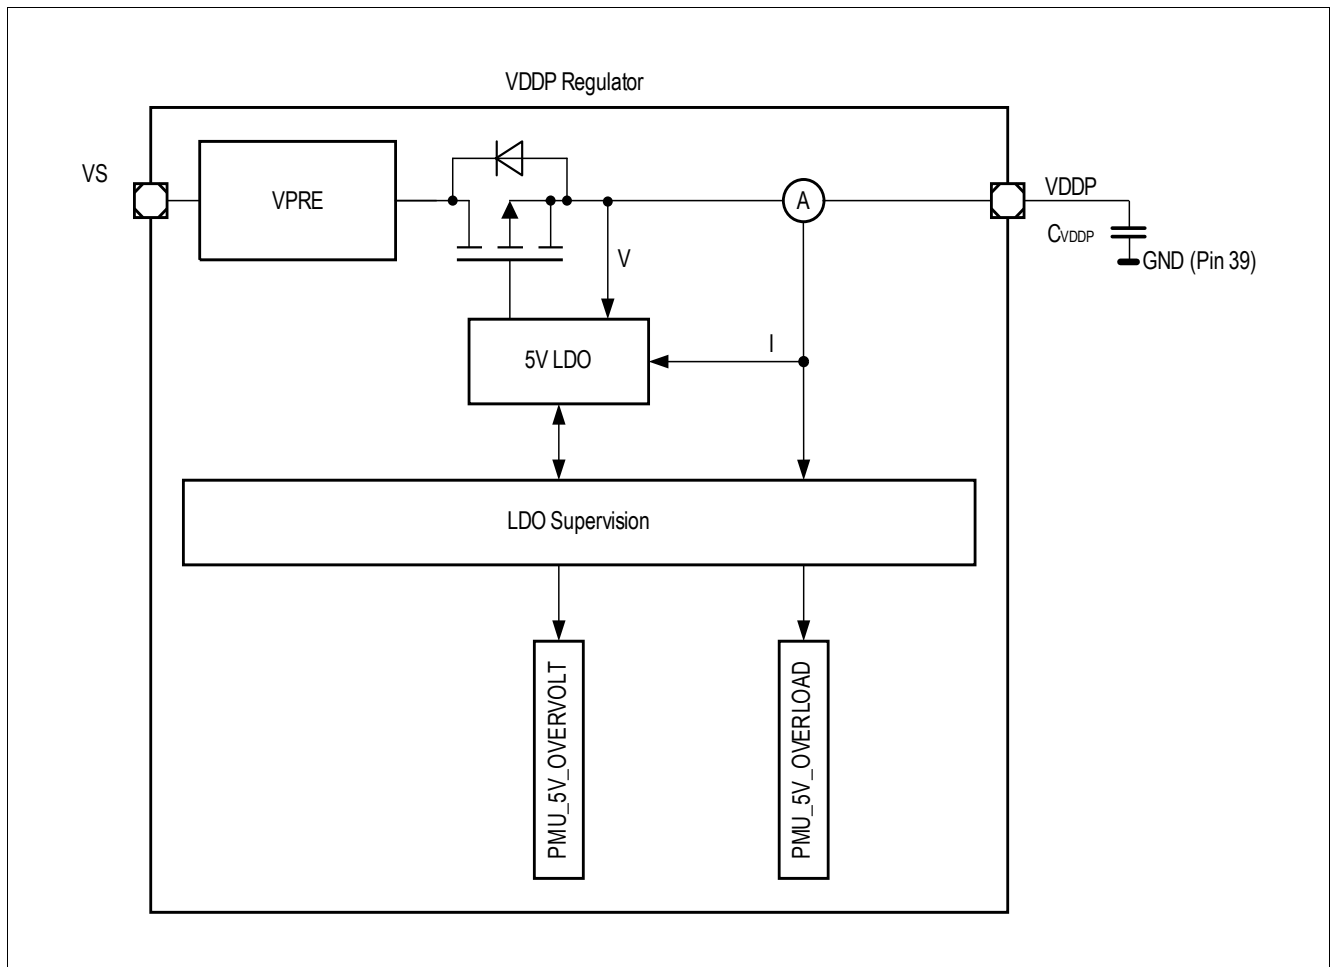 VDDP Regulator
VS
VPRE
VDDP
A
CVDDP
GND (Pin 39)
V
I
5V LDO
LDO Supervision
PMU_5V_OVERVOLT
PMU_5V_OVERLOAD